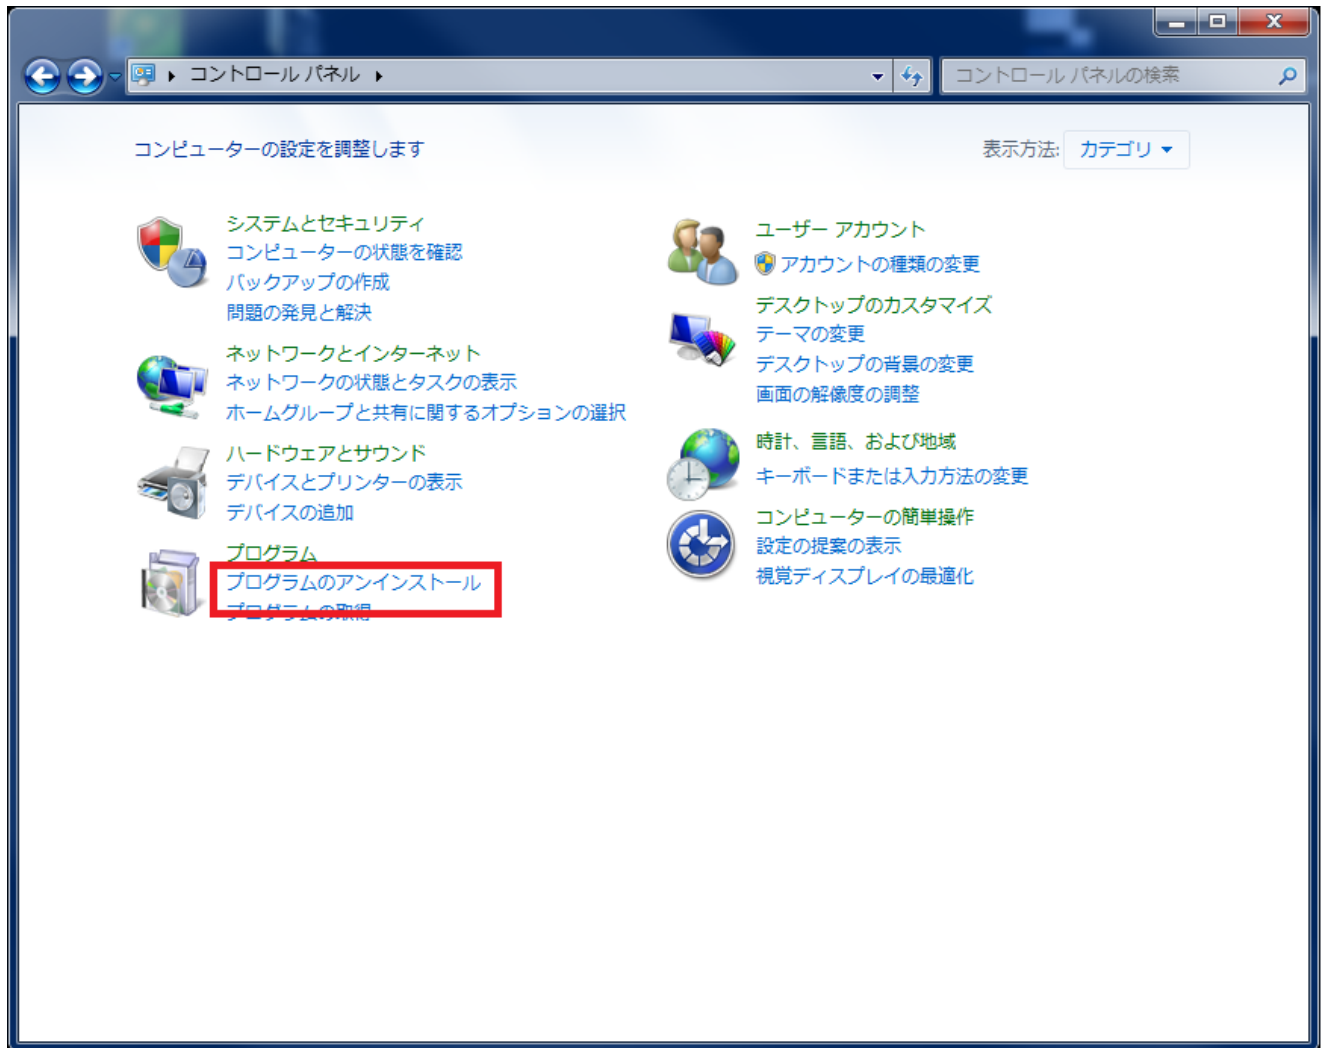 コントロール パネル
コントロール パネルの検索
コンピューターの設定を調整します
表示方法: カテゴリ
システムとセキュリティ
コンピューターの状態を確認
バックアップの作成
問題の発見と解決
ネットワークとインターネット
ネットワークの状態とタスクの表示
ホームグループと共有に関するオプションの選択
ハードウェアとサウンド
デバイスとプリンターの表示
デバイスの追加
プログラム
プログラムのアンインストール
プログラムの取得
ユーザー アカウント
アカウントの種類の変更
デスクトップのカスタマイズ
テーマの変更
デスクトップの背景の変更
画面の解像度の調整
時計、言語、および地域
キーボードまたは入力方法の変更
コンピューターの簡単操作
設定の提案の表示
視覚ディスプレイの最適化